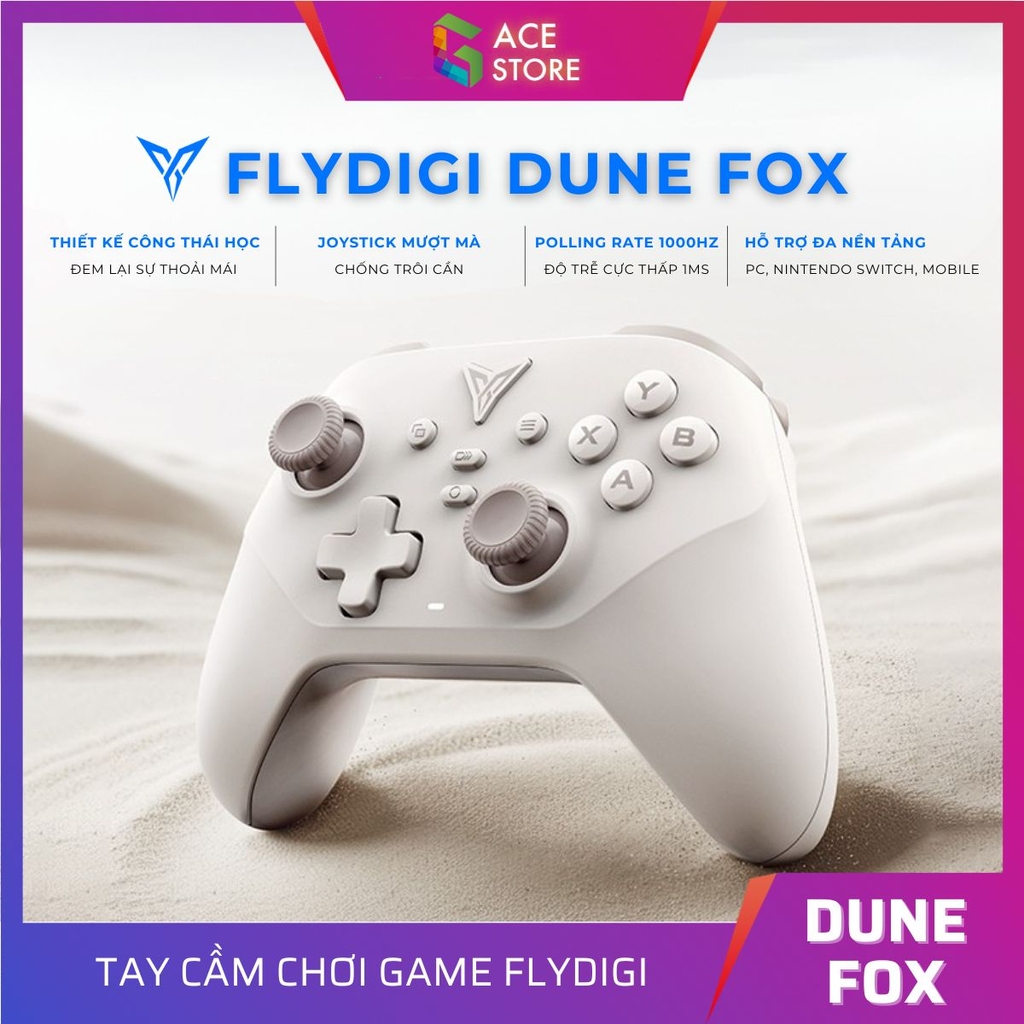 ACE
STORE
FLYDIGI DUNE FOX
THIẾT KẾ CÔNG THÁI HỌC
ĐEM LẠI SỰ THOẢI MÁI
JOYSTICK MƯỢT MÀ
CHỐNG TRÔI CẦN
POLLING RATE 1000HZ
ĐỘ TRỄ CỰC THẤP 1MS
HỖ TRỢ ĐA NỀN TẢNG
PC, NINTENDO SWITCH, MOBILE
Y
X
B
A
TAY CẦM CHƠI GAME FLYDIGI
DUNE
FOX